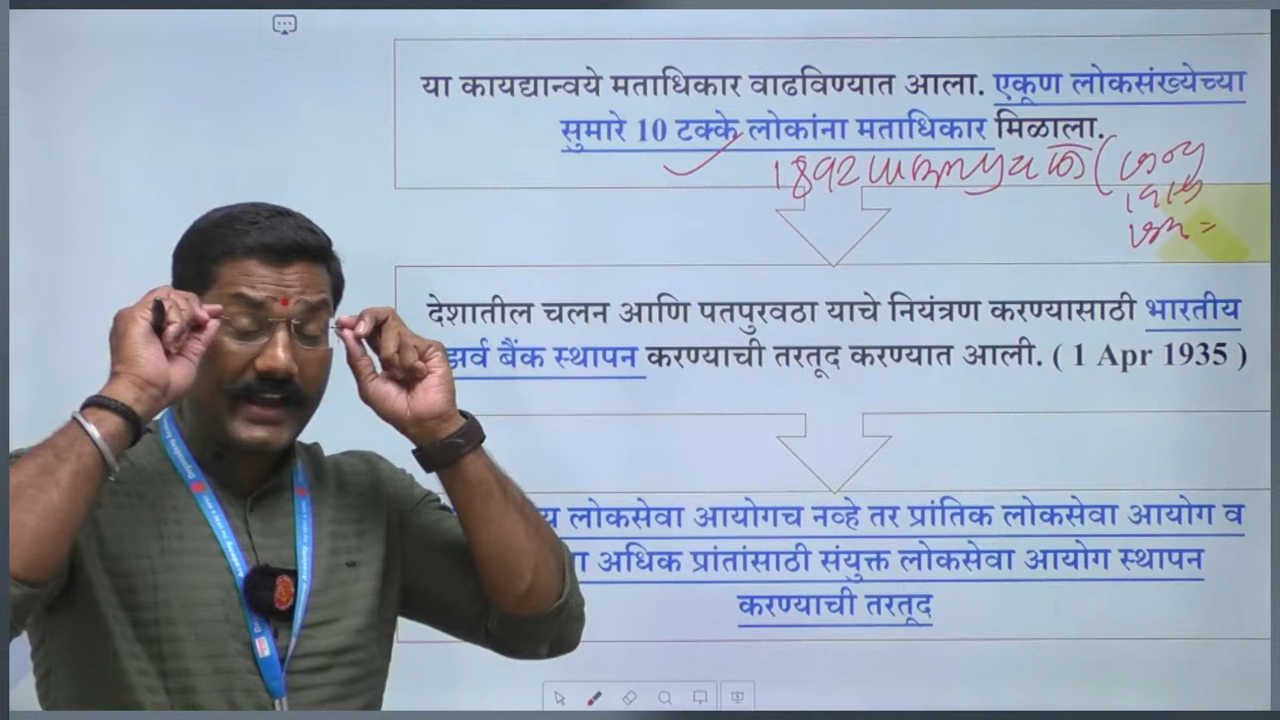 या कायद्यान्वये मताधिकार वाढविण्यात आला. एकूण लोकसंख्येच्या
सुमारे 10 टक्के लोकांना मताधिकार मिळाला.
1892
देशातील चलन आणि पतपुरवठा याचे नियंत्रण करण्यासाठी भारतीय
झर्व बैंक स्थापन करण्याची तरतूद करण्यात आली. ( 1 Apr 1935 )
य लोकसेवा आयोगच नव्हे तर प्रांतिक लोकसेवा आयोग व
अधिक प्रांतांसाठी संयुक्त लोकसेवा आयोग स्थापन
करण्याची तरतूद